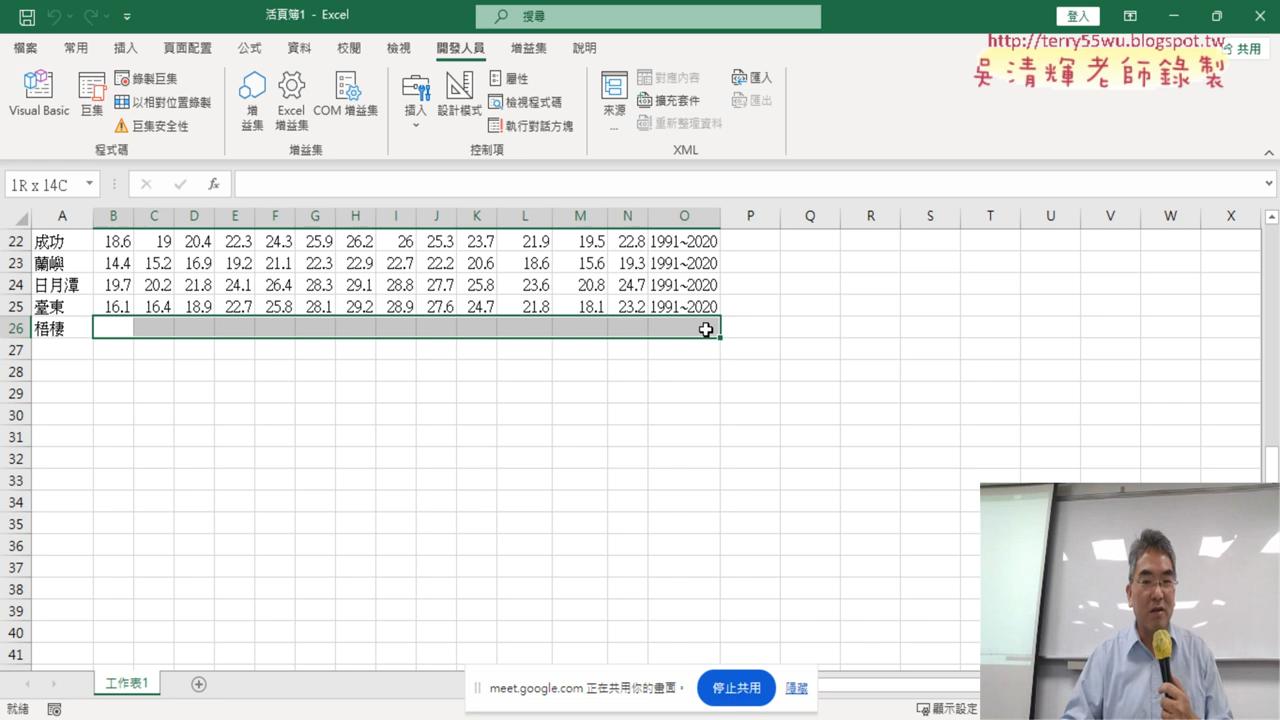 活頁簿1 - Excel
搜尋
登入
檔案 常用 插入 頁面配置 公式 資料 校閱 檢視 開發人員 增益集 說明
共用
http://terry55wu.blogspot.tw
吳清輝老師錄製
Visual Basic
巨集
錄製巨集
以相對位置錄製
巨集安全性
程式碼
增益集
Excel 增益集
COM 增益集
增益集
插入
設計模式
屬性
檢視程式碼
執行對話方塊
控制項
來源
...
對應內容
擴充套件
重新整理資料
匯入
匯出
XML
1R x 14C
fx
A B C D E F G H I J K L M N O P Q R S T U V W X
22 成功 18.6 19 20.4 22.3 24.3 25.9 26.2 26 25.3 23.7 21.9 19.5 22.8 1991~2020
23 蘭嶼 14.4 15.2 16.9 19.2 21.1 22.3 22.9 22.7 22.2 20.6 18.6 15.6 19.3 1991~2020
24 日月潭 19.7 20.2 21.8 24.1 26.4 28.3 29.1 28.8 27.7 25.8 23.6 20.8 24.7 1991~2020
25 臺東 16.1 16.4 18.9 22.7 25.8 28.1 29.2 28.9 27.6 24.7 21.8 18.1 23.2 1991~2020
26 梧棲
27
28
29
30
31
32
33
34
35
36
37
38
39
40
41
工作表1
meet.google.com 正在共用你的畫面。
停止共用
隱藏
就緒
顯示設定